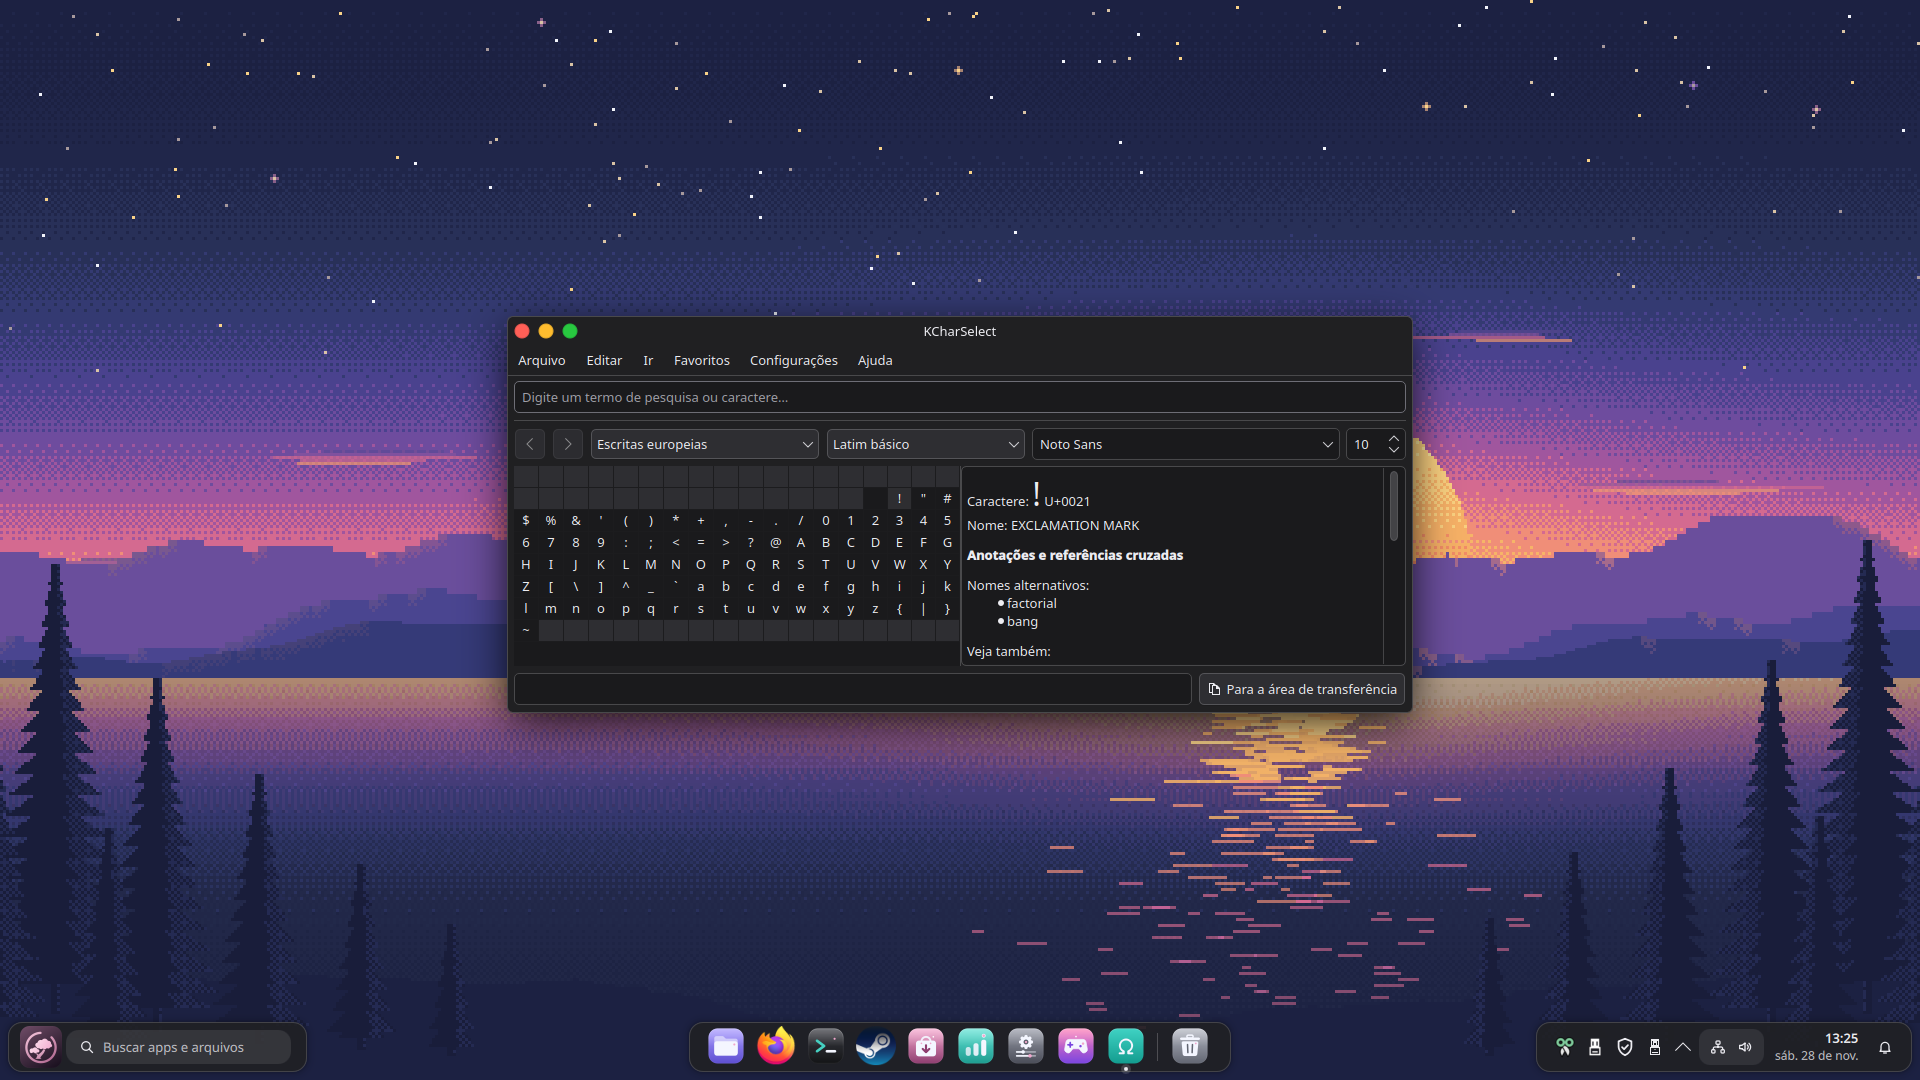 KCharSelect
Arquivo Editar Ir Favoritos Configurações Ajuda
Digite um termo de pesquisa ou caractere...
Escritas europeias Latim básico Noto Sans 10
! " #
$ % & ' ( ) * + , - . / 0 1 2 3 4 5
6 7 8 9 : ; < = > ? @ A B C D E F G
H I J K L M N O P Q R S T U V W X Y
Z [ \ ] ^ _ ` a b c d e f g h i j k
l m n o p q r s t u v w x y z { | }
~
Caractere: ! U+0021
Nome: EXCLAMATION MARK
Anotações e referências cruzadas
Nomes alternativos:
• factorial
• bang
Veja também:
Para a área de transferência
Buscar apps e arquivos
Ω
13:25
sáb. 28 de nov.